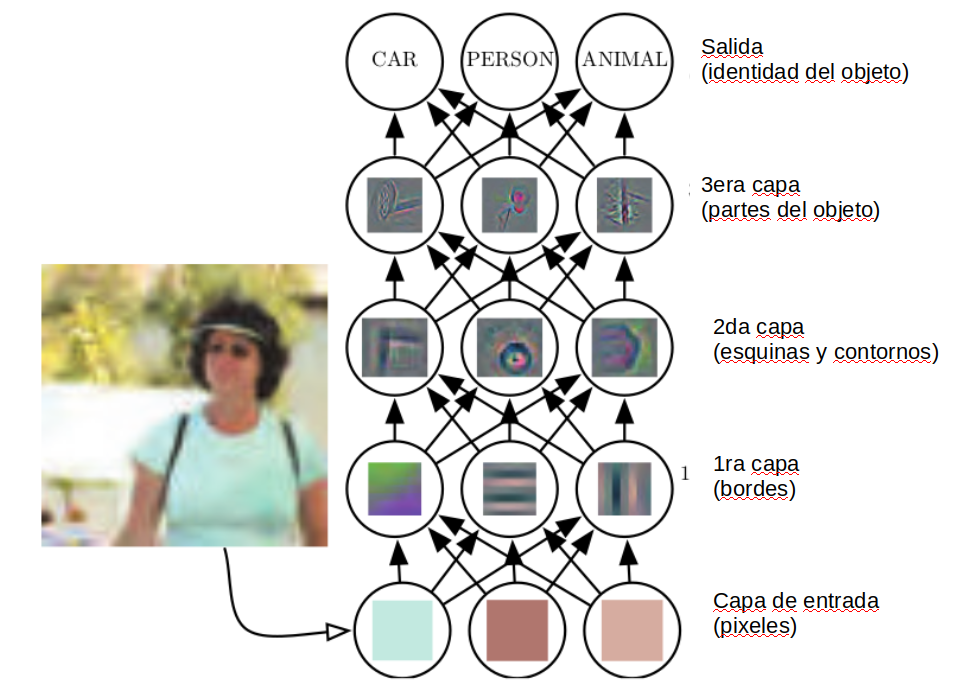 CAR PERSON ANIMAL
Salida
(identidad del objeto)
3era capa
(partes del objeto)
2da capa
(esquinas y contornos)
1ra capa
(bordes)
1
Capa de entrada
(pixeles)